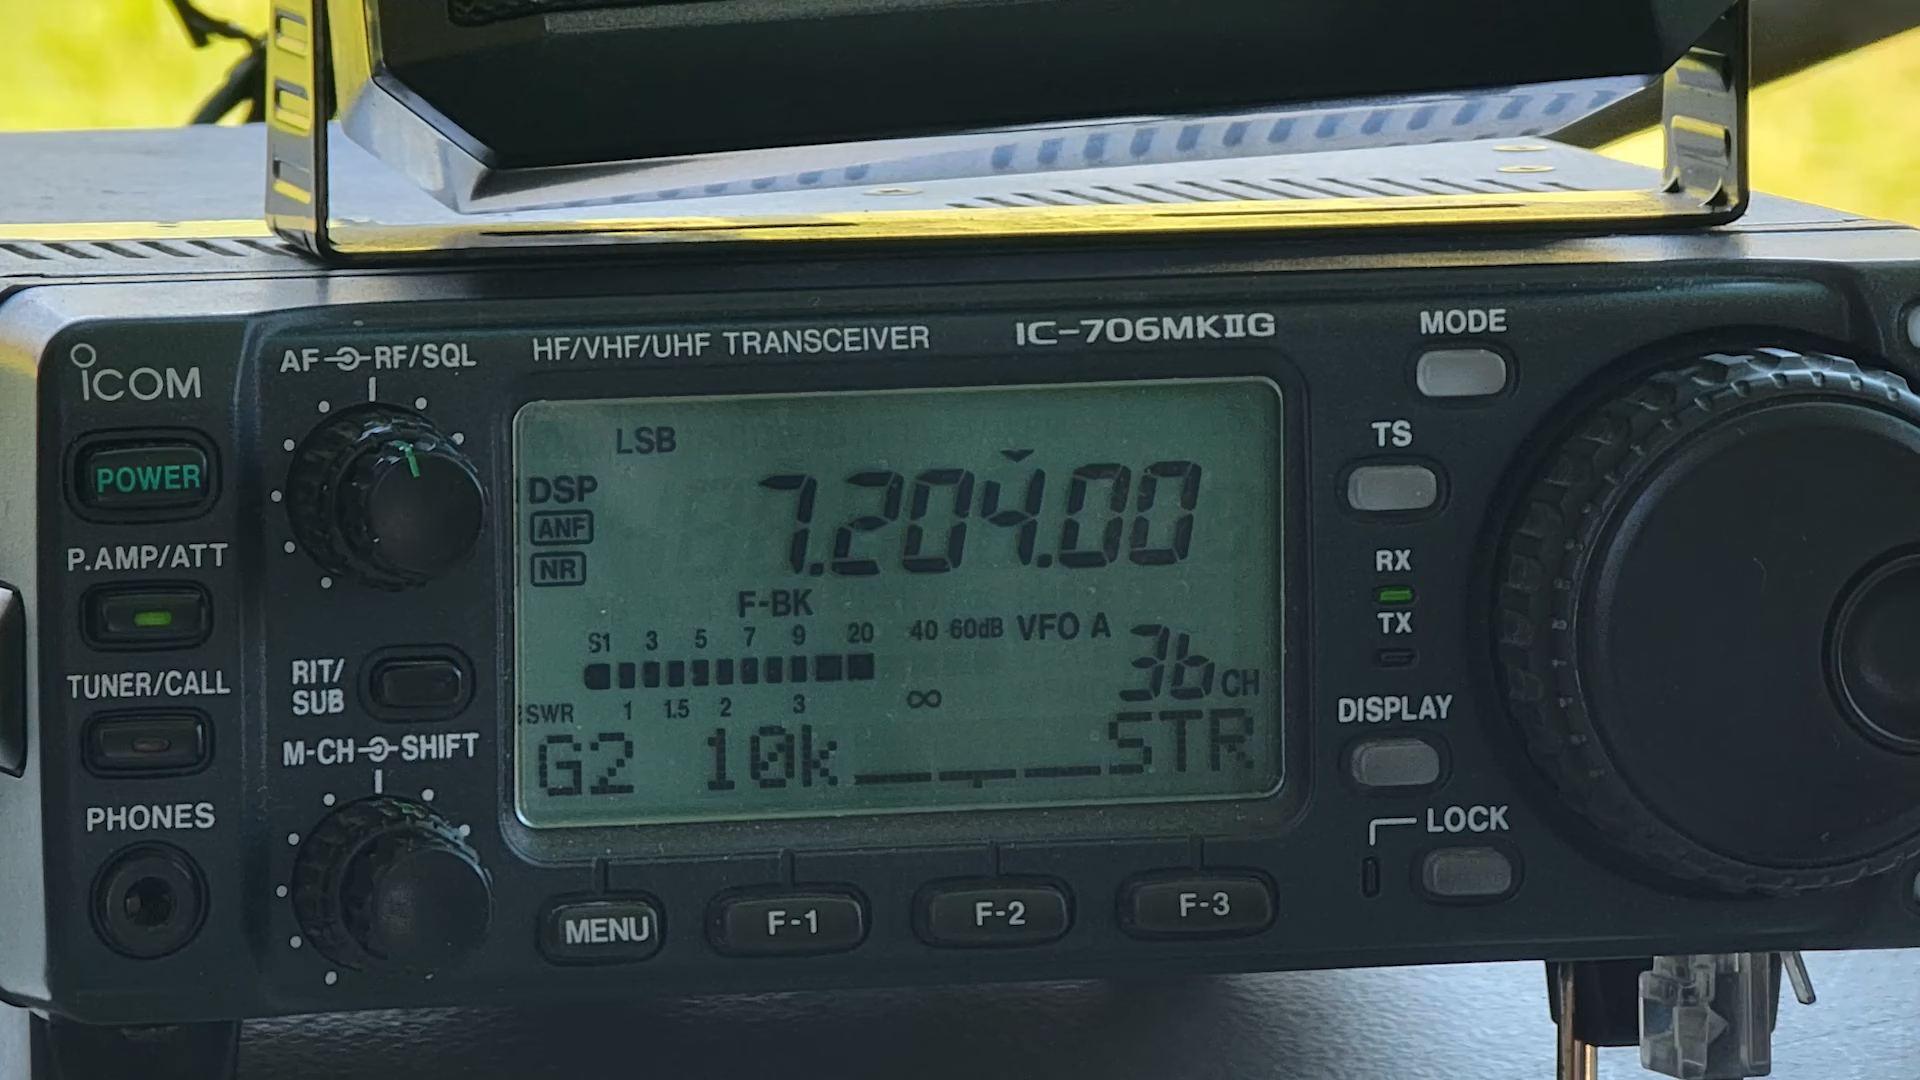 HF/VHF/UHF TRANSCEIVER IC-706MKIIG
ICOM
POWER
P.AMP/ATT
TUNER/CALL
PHONES
AF RF/SQL
RIT/
SUB
M-CH SHIFT
LSB
DSP
ANF
NR
7.204.00
F-BK
S1 3 5 7 9 20 40 60dB VFO A
36 CH
SWR 1 1.5 2 3 ∞
G2 10k STR
MENU F-1 F-2 F-3
MODE
TS
RX
TX
DISPLAY
LOCK